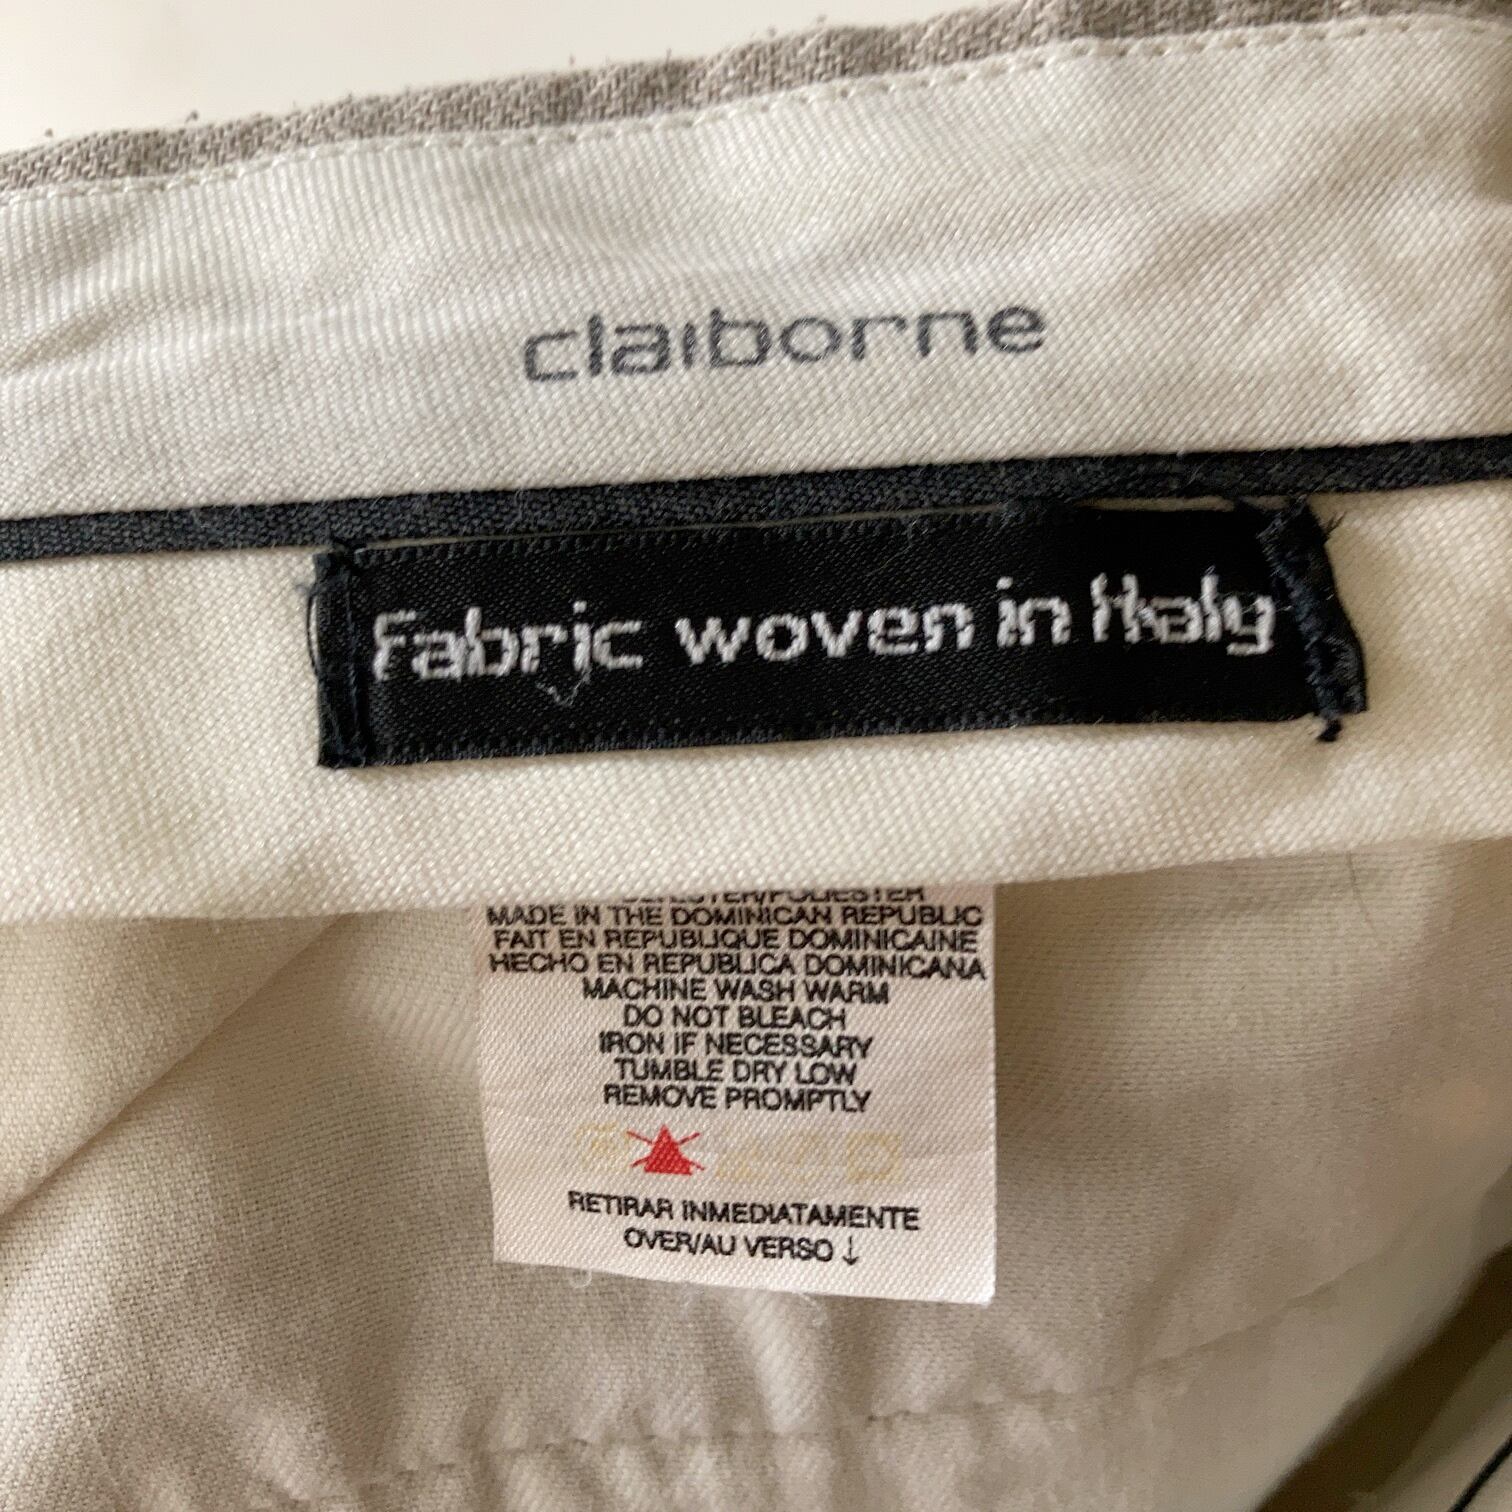 claiborne
Fabric woven in Italy
MADE IN THE DOMINICAN REPUBLIC
FAIT EN REPUBLIQUE DOMINICAINE
HECHO EN REPUBLICA DOMINICANA
MACHINE WASH WARM
DO NOT BLEACH
IRON IF NECESSARY
TUMBLE DRY LOW
REMOVE PROMPTLY
RETIRAR INMEDIATAMENTE
OVER/AU VERSO ↓